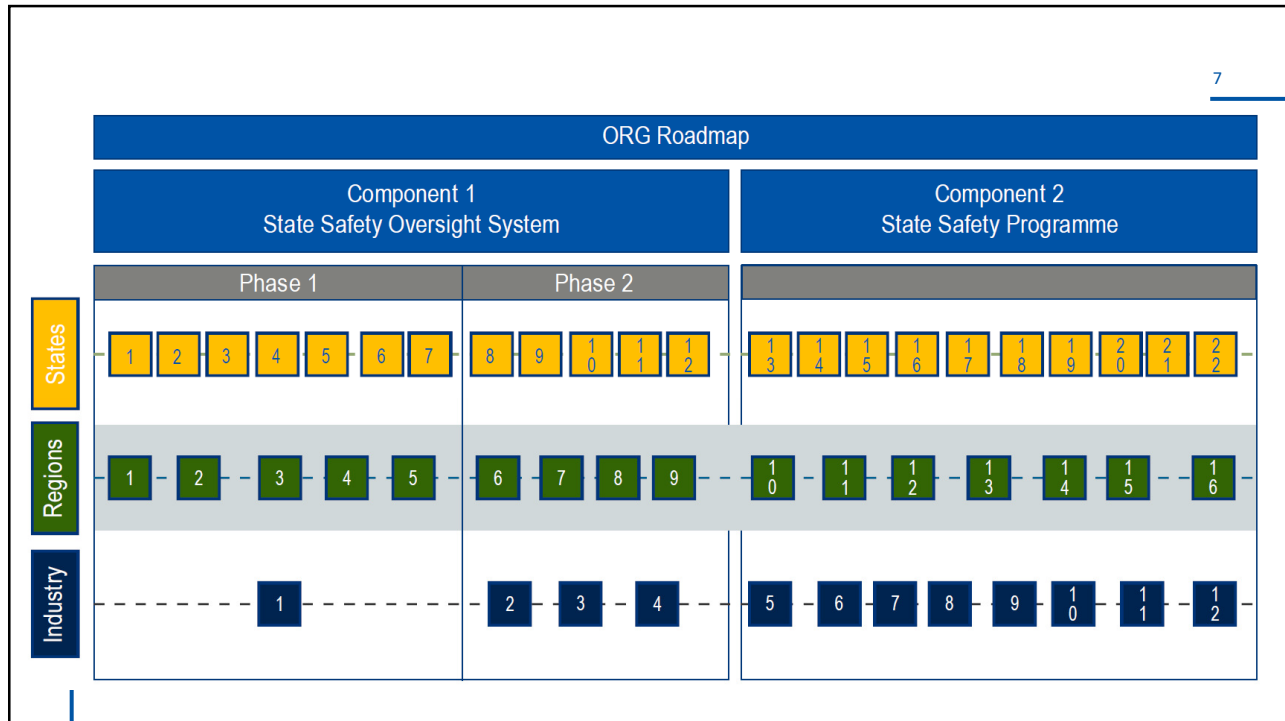 7
ORG Roadmap
Component 1
State Safety Oversight System
Component 2
State Safety Programme
Phase 1
Phase 2
States
1 2 3 4 5 6 7 8 9 10 11 12 13 14 15 16 17 18 19 20 21 22
Regions
1 2 3 4 5 6 7 8 9 10 11 12 13 14 15 16
Industry
1 2 3 4 5 6 7 8 9 10 11 12